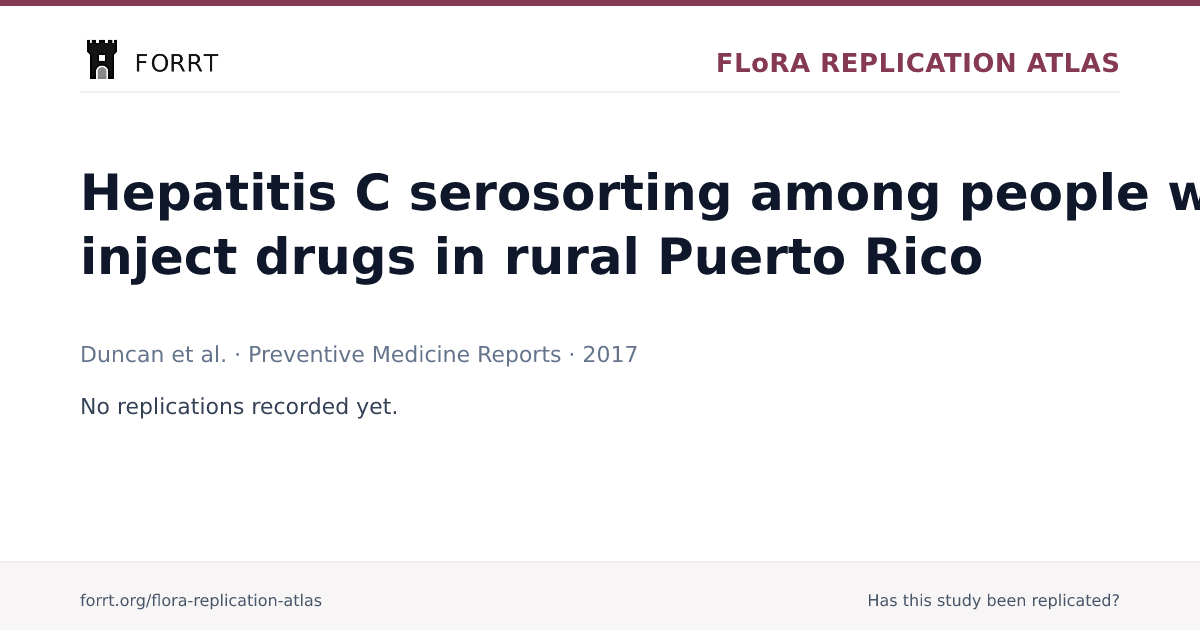 FORRT
FLoRA REPLICATION ATLAS
Hepatitis C serosorting among people w
inject drugs in rural Puerto Rico
Duncan et al. · Preventive Medicine Reports · 2017
No replications recorded yet.
forrt.org/flora-replication-atlas
Has this study been replicated?